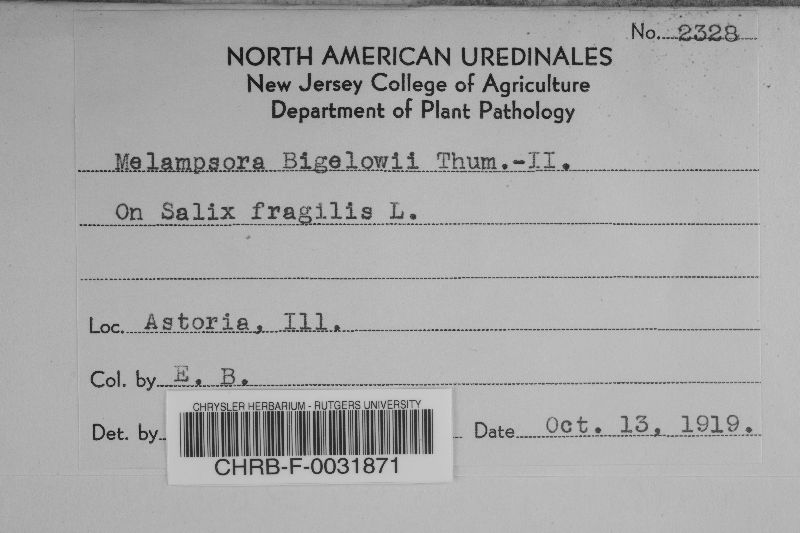 No. 2328
NORTH AMERICAN UREDINALES
New Jersey College of Agriculture
Department of Plant Pathology
Melampsora Bigelowii Thum.-II.
On Salix fragilis L.
Loc. Astoria, Ill.
Col. by E. B.
Det. by
Date Oct. 13, 1919.
CHRYSLER HERBARIUM - RUTGERS UNIVERSITY
CHRB-F-0031871